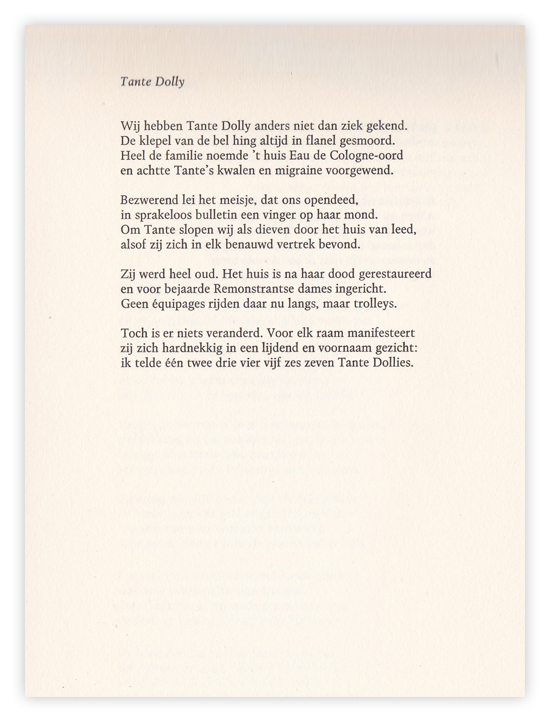 Tante Dolly
Wij hebben Tante Dolly anders niet dan ziek gekend.
De klepel van de bel hing altijd in flanel gesmoord.
Heel de familie noemde ’t huis Eau de Cologne-oord
en achtte Tante’s kwalen en migraine voorgewend.
Bezwerend lei het meisje, dat ons opendeed,
in sprakeloos bulletin een vinger op haar mond.
Om Tante slopen wij als dieven door het huis van leed,
alsof zij zich in elk benauwd vertrek bevond.
Zij werd heel oud. Het huis is na haar dood gerestaureerd
en voor bejaarde Remonstrantse dames ingericht.
Geen équipages rijden daar nu langs, maar trolleys.
Toch is er niets veranderd. Voor elk raam manifesteert
zij zich hardnekkig in een lijdend en voornaam gezicht:
ik telde één twee drie vier vijf zes zeven Tante Dollies.